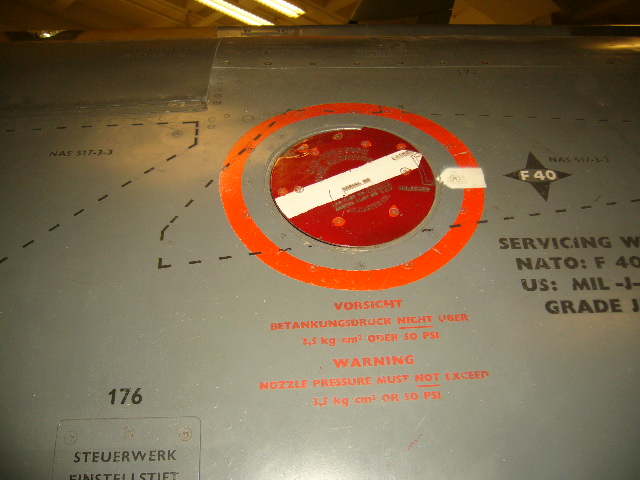 NAS 517-3-3
NAS 517-3-2
F 40
SERVICING W
NATO: F 40
US: MIL-J-
GRADE J
VORSICHT
BETANKUNGSDRUCK NICHT ÜBER
3,5 kg cm² ODER 50 PSI
WARNING
NOZZLE PRESSURE MUST NOT EXCEED
3,5 kg cm² OR 50 PSI
176
STEUERWERK
EINSTELLSTIFT